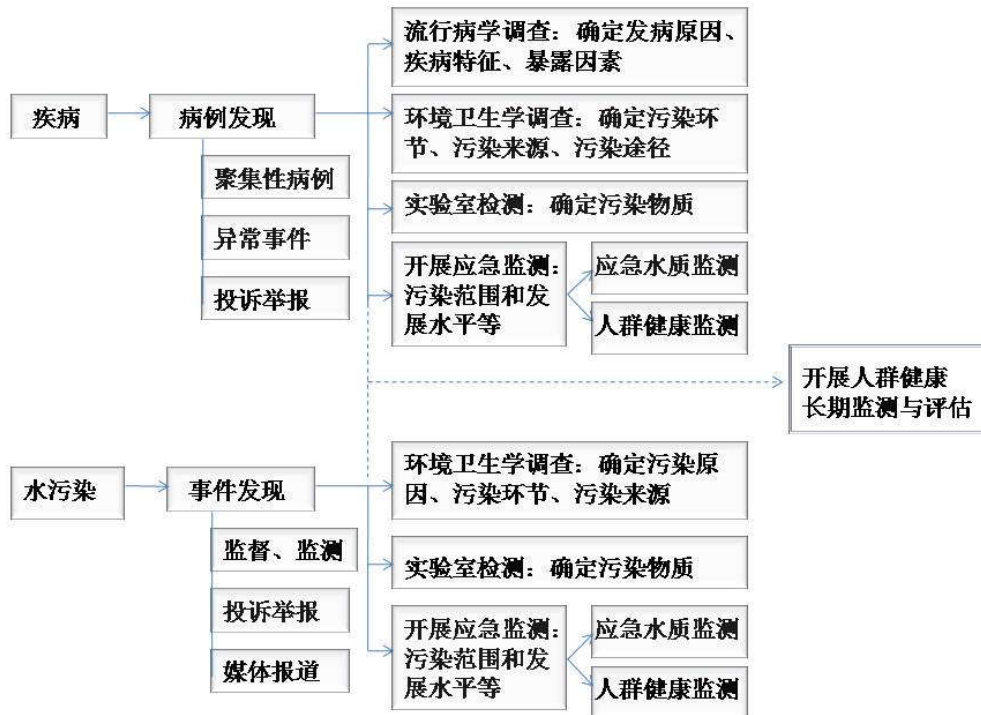 流行病学调查：确定发病原因、
疾病特征、暴露因素
疾病
病例发现
环境卫生学调查：确定污染环
节、污染来源、污染途径
聚集性病例
实验室检测：确定污染物质
异常事件
开展应急监测：
污染范围和发
展水平等
应急水质监测
投诉举报
人群健康监测
开展人群健康
长期监测与评估
水污染
事件发现
环境卫生学调查：确定污染原
因、污染环节、污染来源
监督、监测
实验室检测：确定污染物质
投诉举报
开展应急监测：
污染范围和发
展水平等
应急水质监测
媒体报道
人群健康监测